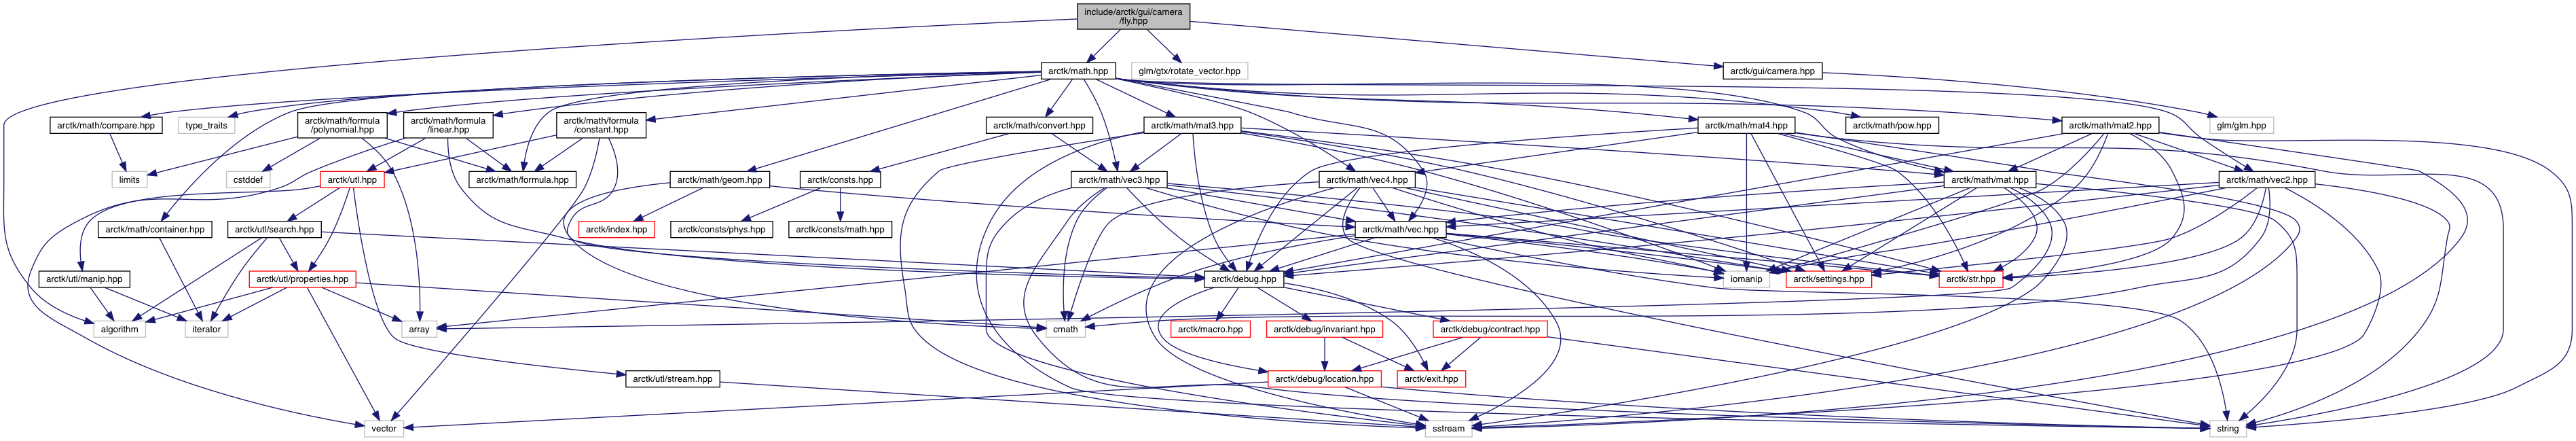 include/arctk/gui/camera
/fly.hpp
arctk/math.hpp
glm/gtx/rotate_vector.hpp
arctk/gui/camera.hpp
arctk/math/compare.hpp
type_traits
arctk/math/formula
/polynomial.hpp
arctk/math/formula
/linear.hpp
arctk/math/formula
/constant.hpp
arctk/math/convert.hpp
arctk/math/mat3.hpp
arctk/math/mat4.hpp
arctk/math/pow.hpp
arctk/math/mat2.hpp
glm/glm.hpp
limits
cstddef
arctk/utl.hpp
arctk/math/formula.hpp
arctk/math/geom.hpp
arctk/consts.hpp
arctk/math/vec3.hpp
arctk/math/vec4.hpp
arctk/math/mat.hpp
arctk/math/vec2.hpp
arctk/math/container.hpp
arctk/utl/search.hpp
arctk/index.hpp
arctk/consts/phys.hpp
arctk/consts/math.hpp
arctk/math/vec.hpp
arctk/utl/manip.hpp
arctk/utl/properties.hpp
arctk/debug.hpp
iomanip
arctk/settings.hpp
arctk/str.hpp
algorithm
iterator
array
cmath
arctk/macro.hpp
arctk/debug/invariant.hpp
arctk/debug/contract.hpp
arctk/utl/stream.hpp
arctk/debug/location.hpp
arctk/exit.hpp
vector
sstream
string